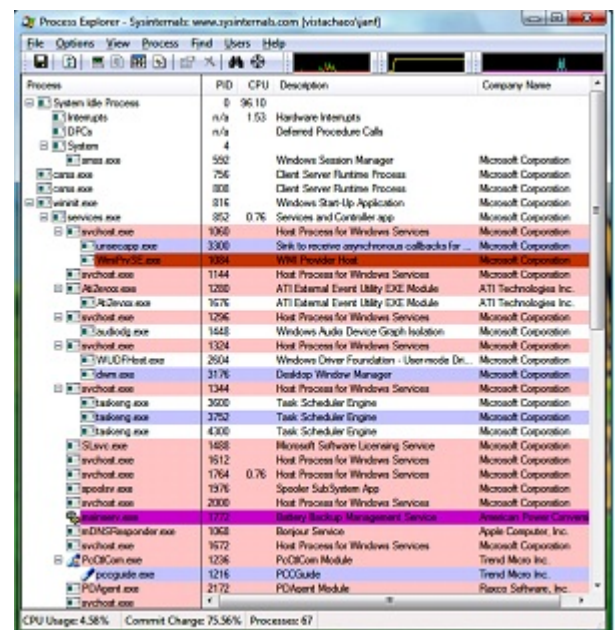 Process Explorer - Sysinternals: www.sysinternals.com [vistachaco\janf]
File Options View Process Find Users Help
Process PID CPU Description Company Name
System Idle Process 0 96.10
Interrupts n/a 1.53 Hardware Interrupts
DPCs n/a Deferred Procedure Calls
System 4
smss.exe 592 Windows Session Manager Microsoft Corporation
csrss.exe 756 Client Server Runtime Process Microsoft Corporation
csrss.exe 808 Client Server Runtime Process Microsoft Corporation
wininit.exe 816 Windows Start-Up Application Microsoft Corporation
services.exe 852 0.76 Services and Controller app Microsoft Corporation
svchost.exe 1060 Host Process for Windows Services Microsoft Corporation
unsecapp.exe 3300 Sink to receive asynchronous callbacks for ... Microsoft Corporation
WmiPrvSE.exe 1084 WMI Provider Host Microsoft Corporation
svchost.exe 1144 Host Process for Windows Services Microsoft Corporation
Ati2evxx.exe 1280 ATI External Event Utility EXE Module ATI Technologies Inc.
Ati2evxx.exe 1676 ATI External Event Utility EXE Module ATI Technologies Inc.
svchost.exe 1296 Host Process for Windows Services Microsoft Corporation
audiodg.exe 1448 Windows Audio Device Graph Isolation Microsoft Corporation
svchost.exe 1324 Host Process for Windows Services Microsoft Corporation
WUDFHost.exe 2604 Windows Driver Foundation - User-mode Dri... Microsoft Corporation
dwm.exe 3176 Desktop Window Manager Microsoft Corporation
svchost.exe 1344 Host Process for Windows Services Microsoft Corporation
taskeng.exe 3600 Task Scheduler Engine Microsoft Corporation
taskeng.exe 3752 Task Scheduler Engine Microsoft Corporation
taskeng.exe 4300 Task Scheduler Engine Microsoft Corporation
SLsvc.exe 1488 Microsoft Software Licensing Service Microsoft Corporation
svchost.exe 1612 Host Process for Windows Services Microsoft Corporation
svchost.exe 1764 0.76 Host Process for Windows Services Microsoft Corporation
spoolsv.exe 1976 Spooler SubSystem App Microsoft Corporation
svchost.exe 2000 Host Process for Windows Services Microsoft Corporation
mainserv.exe 1772 Battery Backup Management Service American Power Convers
mDNSResponder.exe 1068 Bonjour Service Apple Computer, Inc.
svchost.exe 1672 Host Process for Windows Services Microsoft Corporation
PcCtlCom.exe 1236 PcCtlCom Module Trend Micro Inc.
pccguide.exe 1216 PCCGuide Trend Micro Inc.
PDAgent.exe 2172 PDAgent Module Raxco Software, Inc.
svchost.exe
CPU Usage: 4.58% Commit Charge: 75.56% Processes: 67